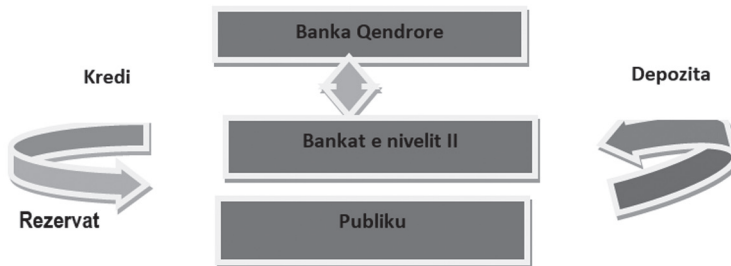 Banka Qendrore
Kredi
Depozita
Bankat e nivelit II
Rezervat
Publiku